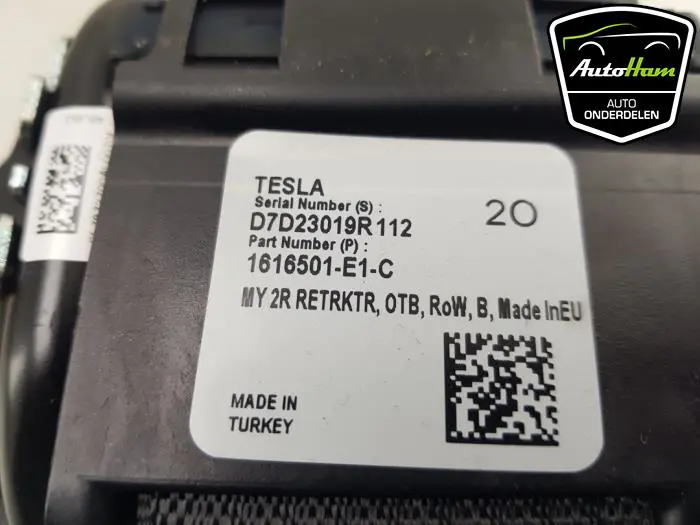 AutoHam
AUTO
ONDERDELEN
TESLA
Serial Number (S) :
D7D23019R112
20
Part Number (P) :
1616501-E1-C
MY 2R RETRKTR, OTB, RoW, B, Made InEU
MADE IN
TURKEY